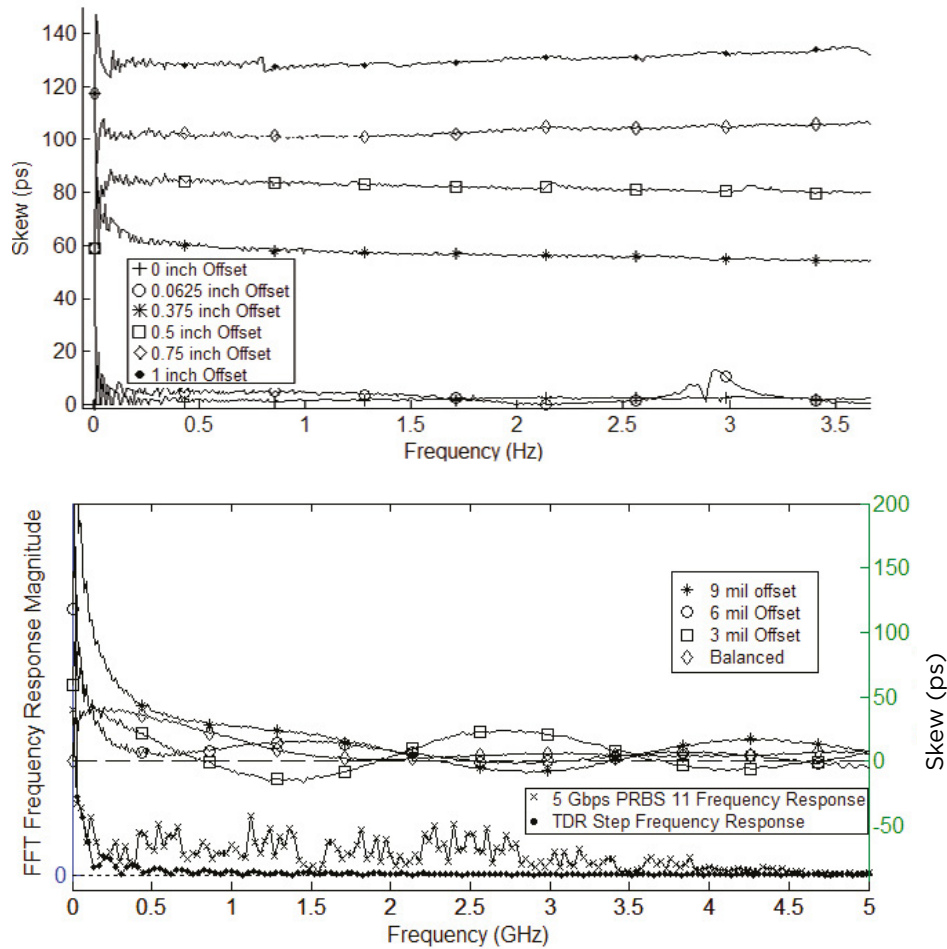 140
120
100
80
60
40
20
0
Skew (ps)
0 inch Offset
0.0625 inch Offset
0.375 inch Offset
0.5 inch Offset
0.75 inch Offset
1 inch Offset
0 0.5 1 1.5 2 2.5 3 3.5
Frequency (Hz)
FFT Frequency Response Magnitude
0
9 mil offset
6 mil Offset
3 mil Offset
Balanced
5 Gbps PRBS 11 Frequency Response
TDR Step Frequency Response
200
150
100
50
0
-50
Skew (ps)
0 0.5 1 1.5 2 2.5 3 3.5 4 4.5 5
Frequency (GHz)